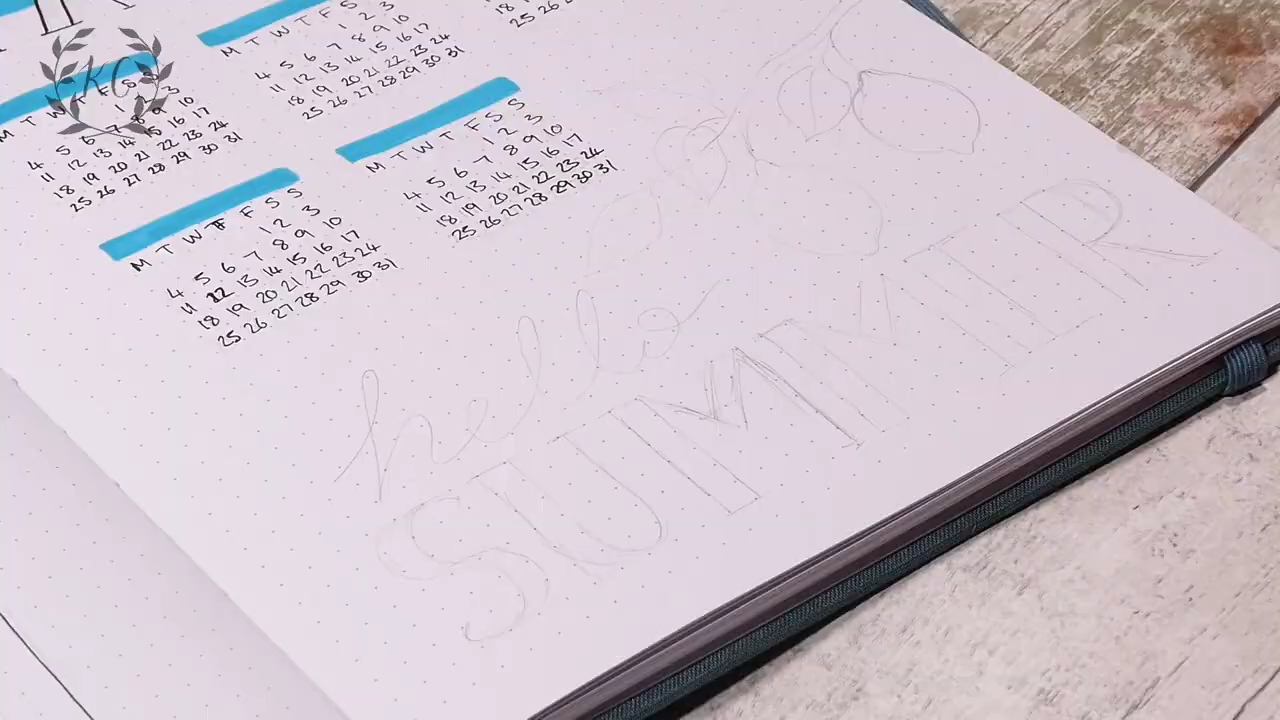 KC
M W F S S
1 2 3
4 5 6 7 8 9 10
11 12 13 14 15 16 17
18 19 20 21 22 23 24
25 26 27 28 29 30 31
M T W T F S
1 2 3
4 5 6 7 8 9 10
11 12 13 14 15 16 17
18 19 20 21 22 23 24
25 26 27 28 29 30 31
18 19
25 26
M T W T F S S
1 2 3
4 5 6 7 8 9 10
11 12 13 14 15 16 17
18 19 20 21 22 23 24
25 26 27 28 29 30 31
M T W T F S
1 2 3
4 5 6 7 8 9 10
11 12 13 14 15 16 17
18 19 20 21 22 23 24
25 26 27 28 29 30 31
hello
SUMMER